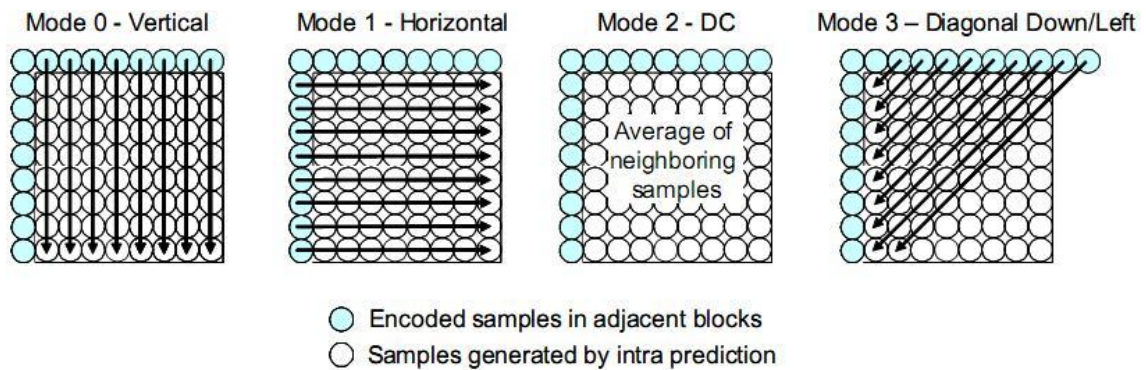 Mode 0 - Vertical
Mode 1 - Horizontal
Mode 2 - DC
Mode 3 – Diagonal Down/Left
Average of
neighboring
samples
Encoded samples in adjacent blocks
Samples generated by intra prediction